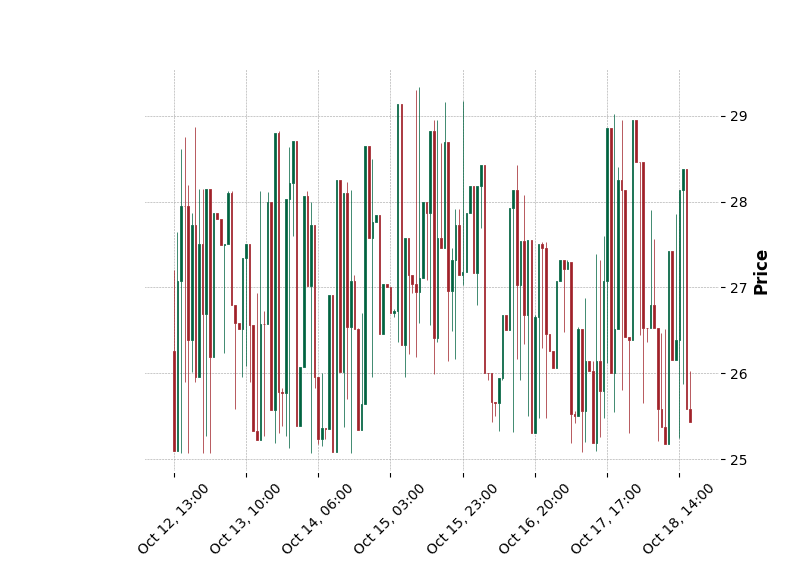 29
28
27
26
25
Price
Oct 12, 13:00
Oct 13, 10:00
Oct 14, 06:00
Oct 15, 03:00
Oct 15, 23:00
Oct 16, 20:00
Oct 17, 17:00
Oct 18, 14:00